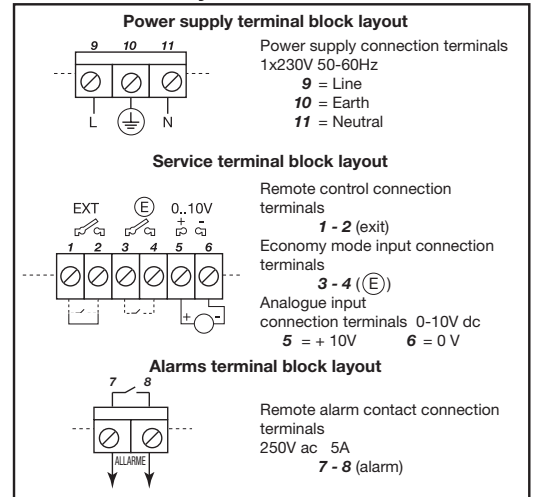 Power supply terminal block layout
9 10 11
L N
Power supply connection terminals
1x230V 50-60Hz
9 = Line
10 = Earth
11 = Neutral
Service terminal block layout
EXT E 0..10V
+ -
1 2 3 4 5 6
+ -
Remote control connection
terminals
1 - 2 (exit)
Economy mode input connection
terminals
3 - 4 (E)
Analogue input
connection terminals 0-10V dc
5 = + 10V 6 = 0 V
Alarms terminal block layout
7 8
ALLARME
Remote alarm contact connection
terminals
250V ac 5A
7 - 8 (alarm)